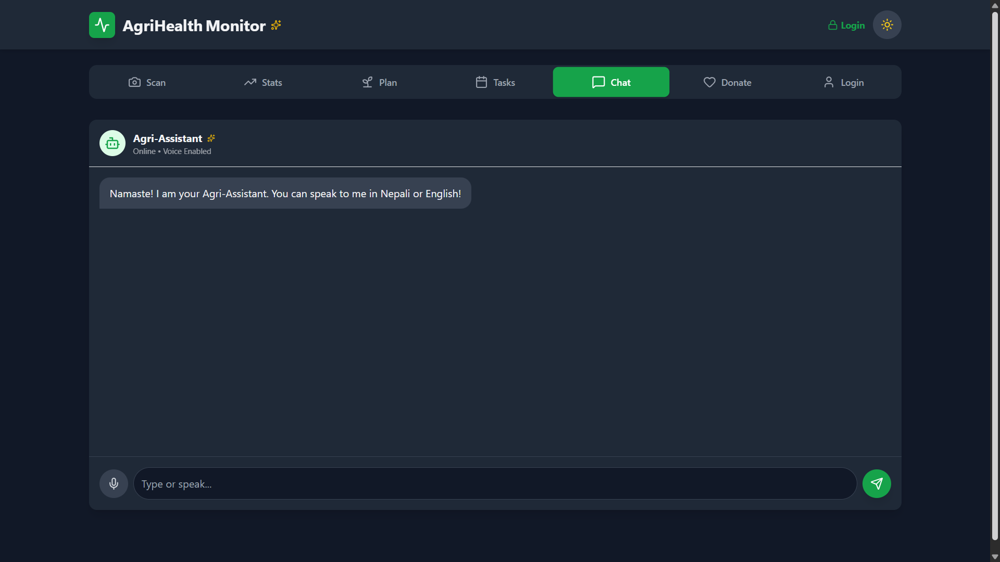 AgriHealth Monitor
Login
Scan
Stats
Plan
Tasks
Chat
Donate
Login
Agri-Assistant
Online • Voice Enabled
Namaste! I am your Agri-Assistant. You can speak to me in Nepali or English!
Type or speak...